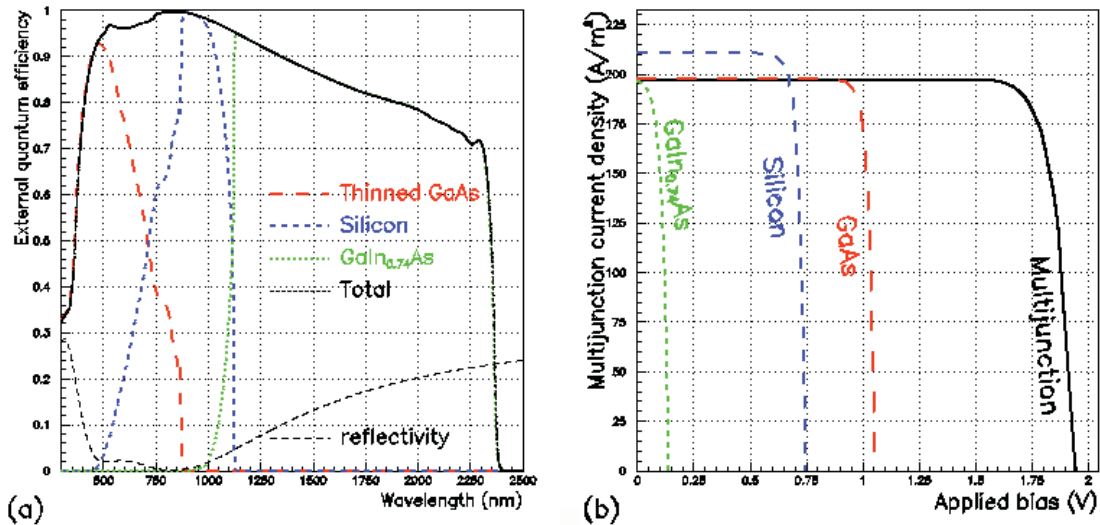 External quantum efficiency
1
0.9
0.8
0.7
0.6
0.5
0.4
0.3
0.2
0.1
0
Thinned GaAs
Silicon
GaIn0.74As
Total
reflectivity
500 750 1000 1250 1500 1750 2000 2250 2500
Wavelength (nm)
(a)
Multijunction current density (A/m²)
225
200
175
150
125
100
75
50
25
0
GaIn0.74As
Silicon
GaAs
Multijunction
0 0.25 0.5 0.75 1 1.25 1.5 1.75 2
Applied bias (V)
(b)